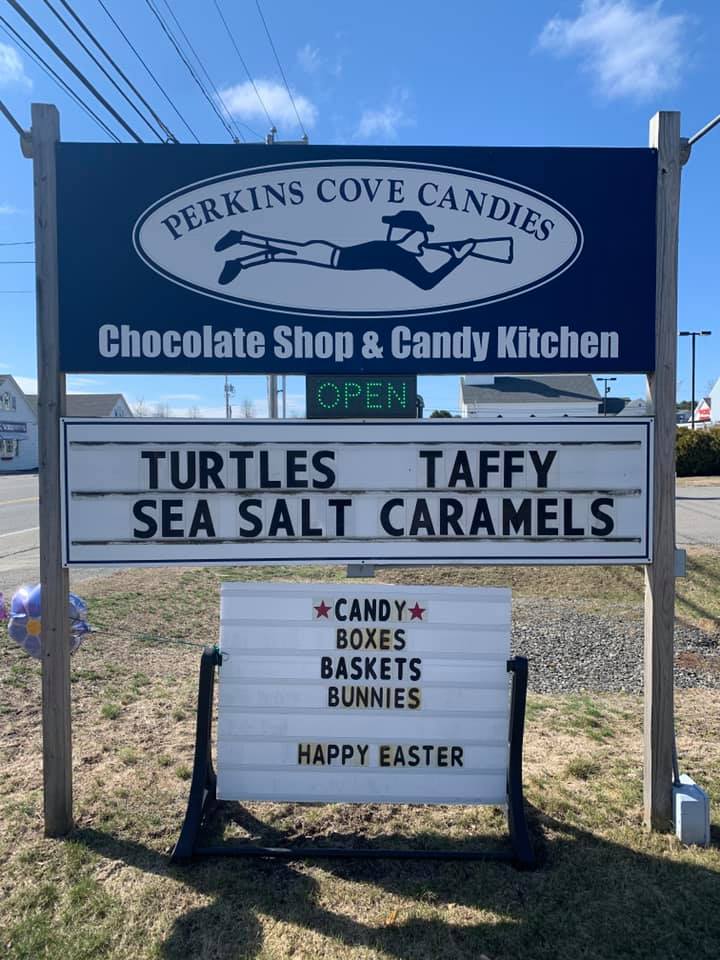 PERKINS COVE CANDIES
Chocolate Shop & Candy Kitchen
OPEN
TURTLES TAFFY
SEA SALT CARAMELS
★CANDY★
BOXES
BASKETS
BUNNIES
HAPPY EASTER